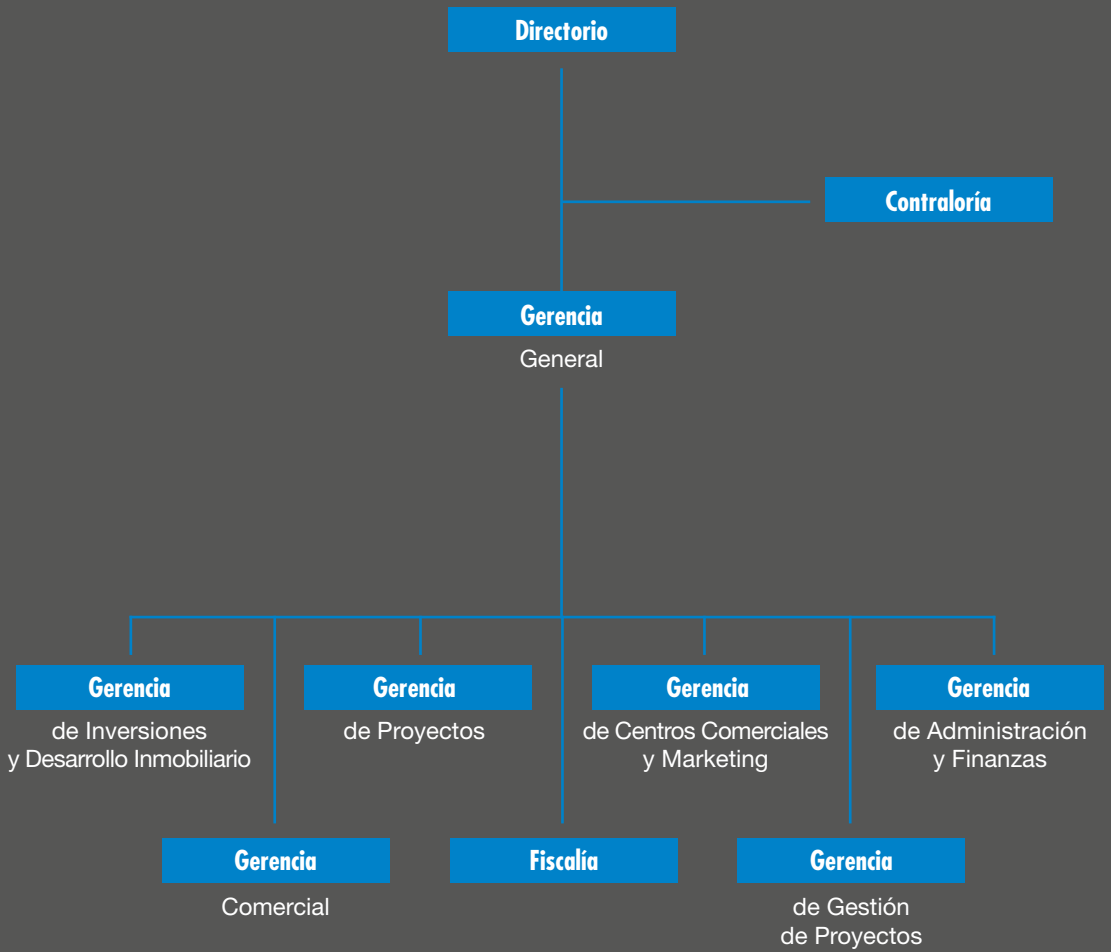 Directorio
Contraloría
Gerencia
General
Gerencia
de Inversiones
y Desarrollo Inmobiliario
Gerencia
de Proyectos
Gerencia
de Centros Comerciales
y Marketing
Gerencia
de Administración
y Finanzas
Gerencia
Comercial
Fiscalía
Gerencia
de Gestión
de Proyectos